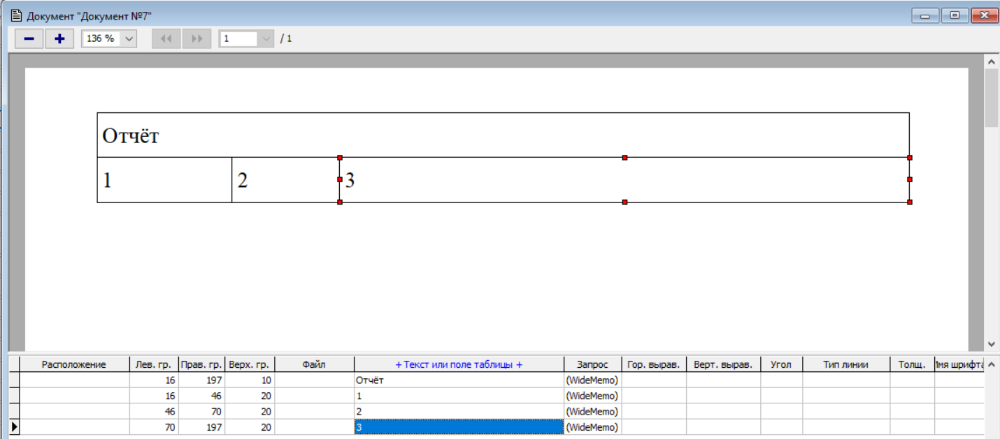 Документ "Документ №7"
136 % 1 / 1
Отчёт
1 2 3
Расположение Лев. гр. Прав. гр. Верх. гр. Файл + Текст или поле таблицы + Запрос Гор. вырав. Верт. вырав. Угол Тип линии Толщ. Имя шрифта
16 197 10 Отчёт (WideMemo)
16 46 20 1 (WideMemo)
46 70 20 2 (WideMemo)
70 197 20 3 (WideMemo)